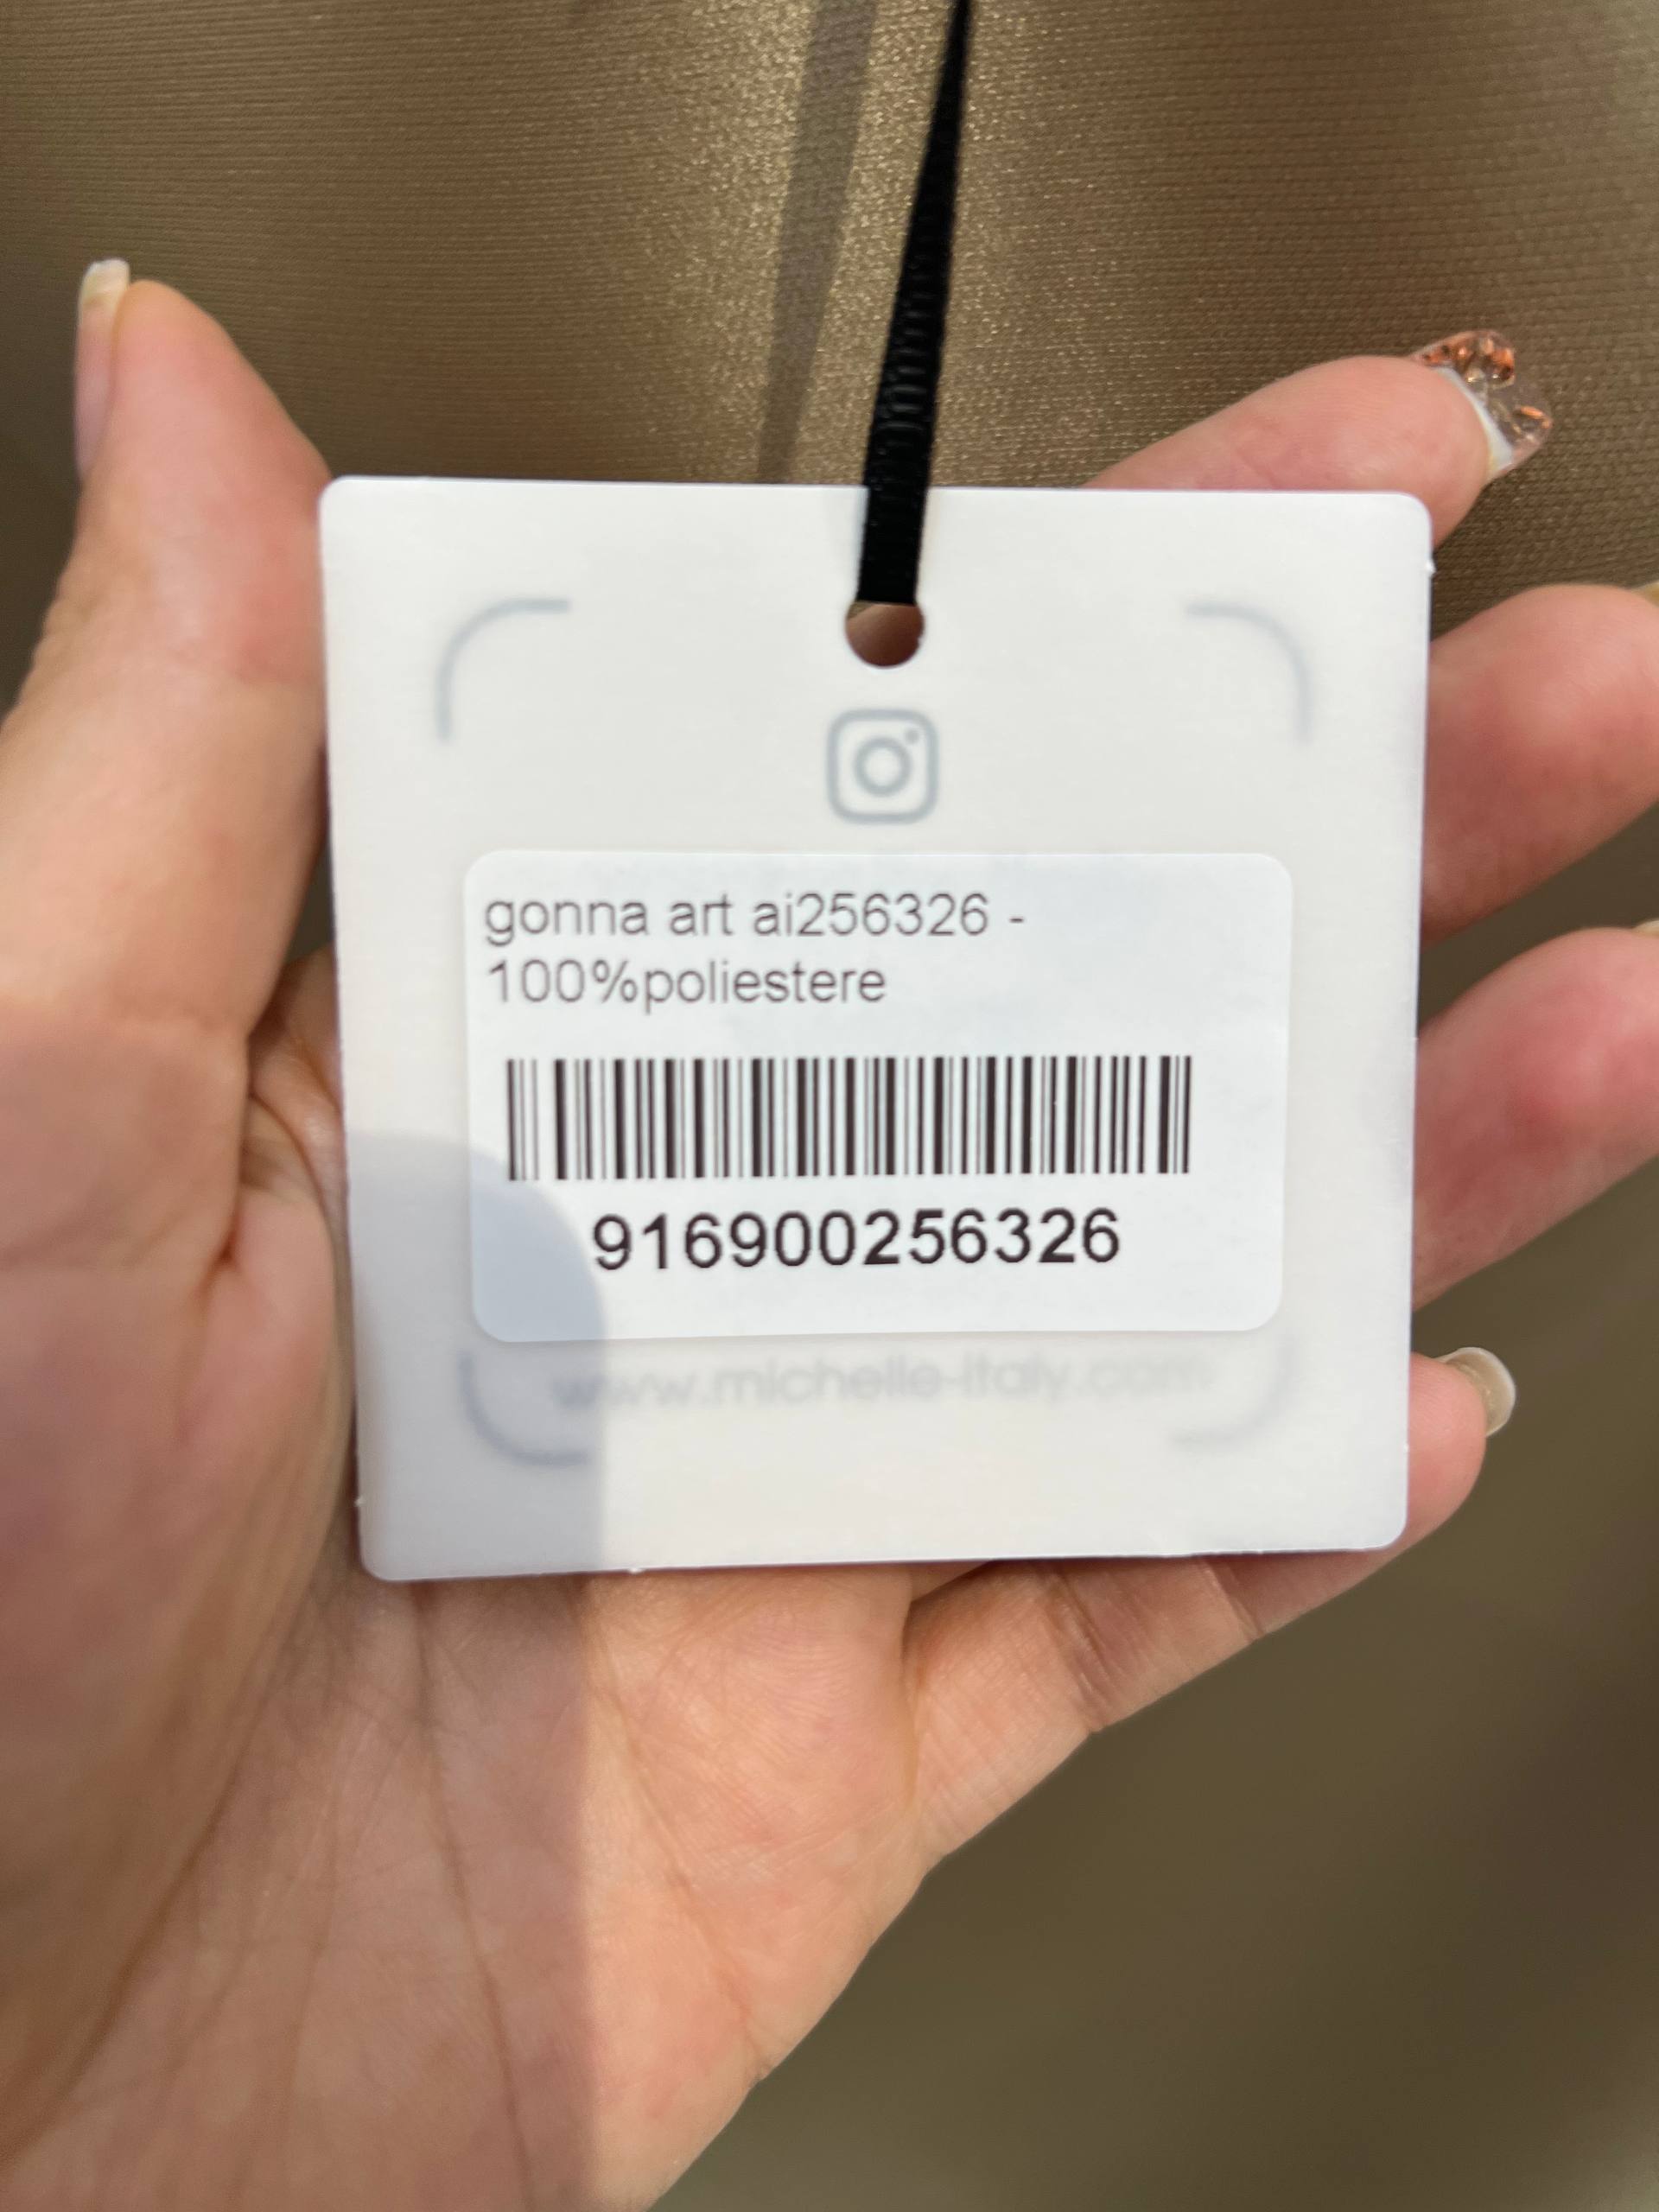 gonna art ai256326 -
100%poliestere
916900256326
www.michelle-italy.com